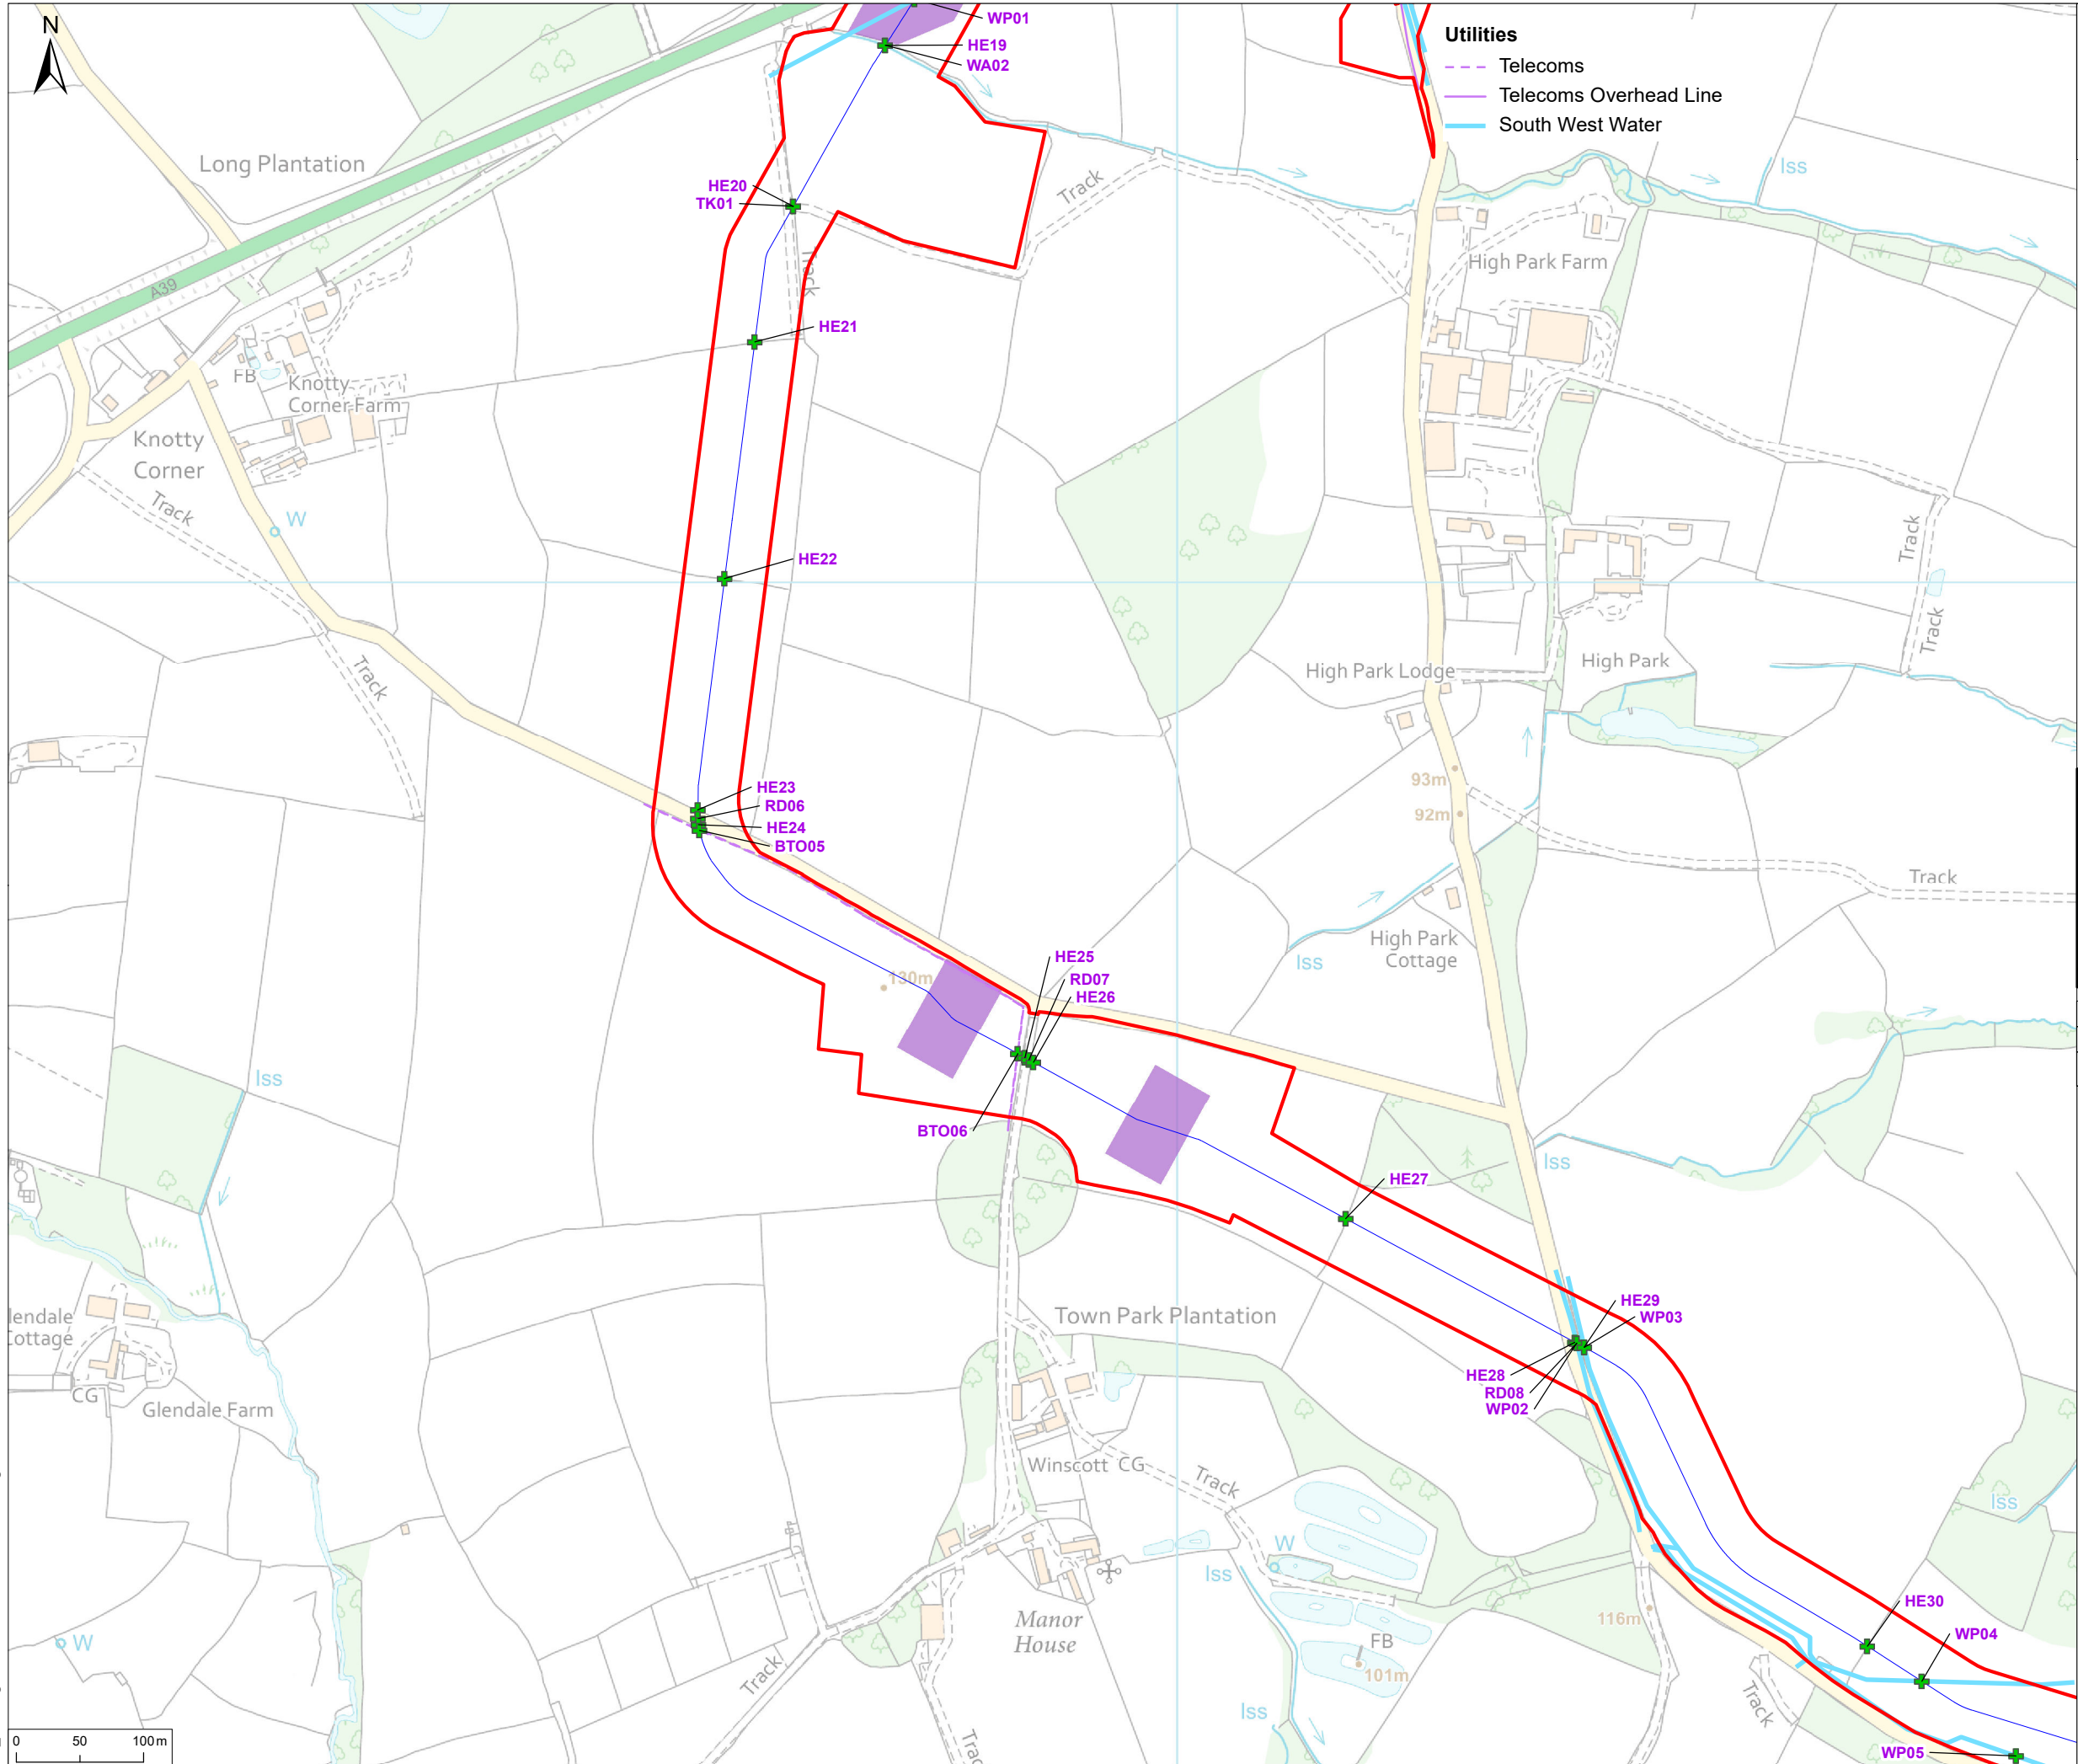 N
WP01
HE19
WA02
Utilities
Telecoms
Telecoms Overhead Line
South West Water
Long Plantation
HE20
TK01
Track
Iss
High Park Farm
A39
HE21
FB
Knotty
Corner Farm
Knotty
Corner
Track
W
HE22
Track
Track
Track
High Park Lodge
High Park
93m
92m
HE23
RD06
HE24
BTO05
Track
High Park
Cottage
Iss
130m
HE25
RD07
HE26
Iss
BTO06
Iss
HE27
Town Park Plantation
HE29
WP03
HE28
RD08
WP02
lendale
Cottage
CG
Glendale Farm
Winscott CG
Track
Iss
W
Iss
Manor
House
116m
HE30
WP04
FB
101m
W
Track
Track
Iss
WP05
0 50 100m